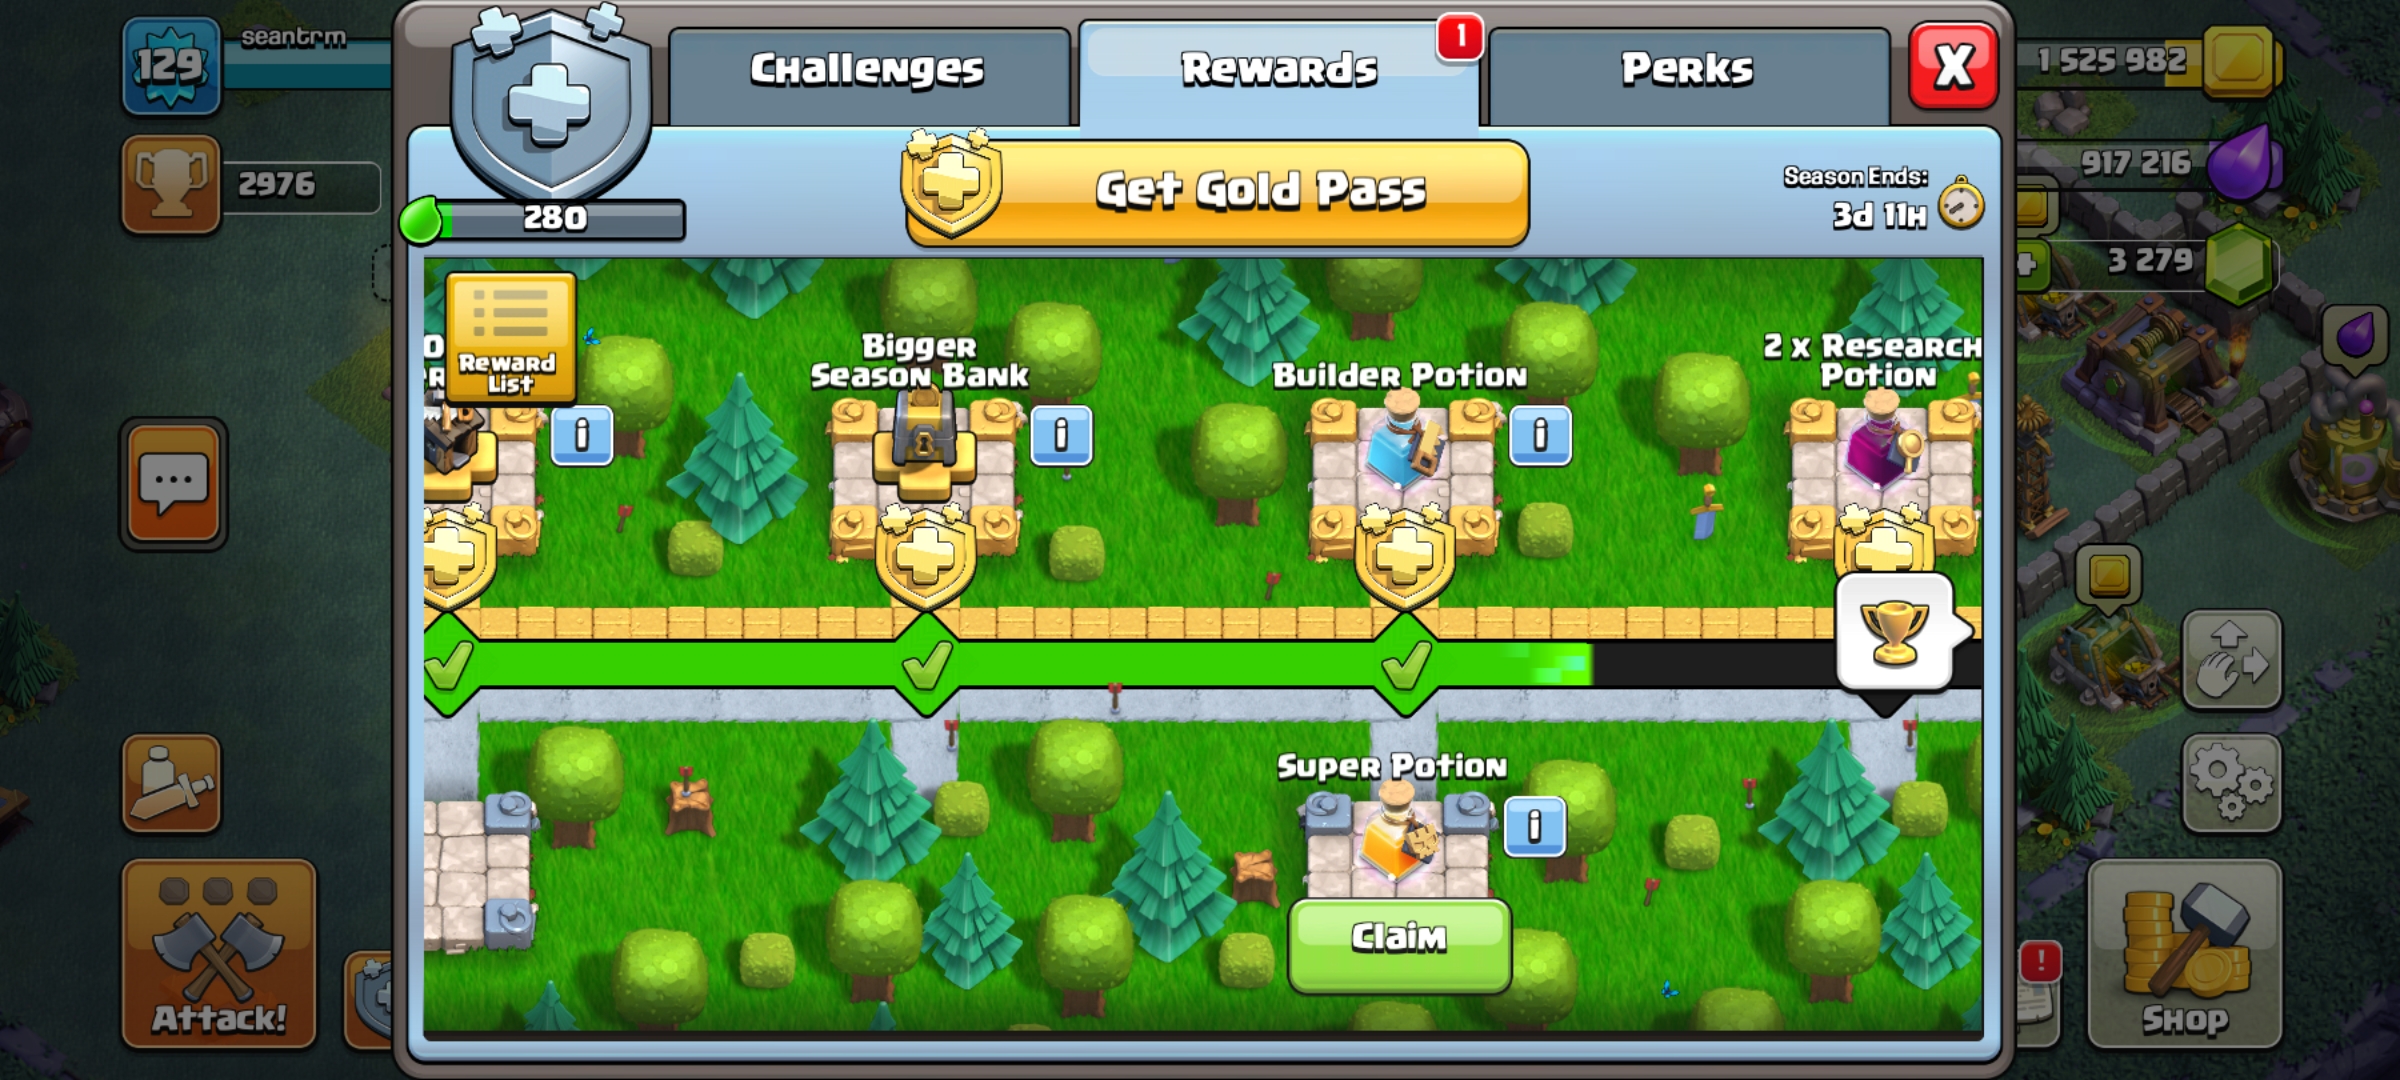 129
seantrm
2976
Challenges
Rewards
1
Perks
X
1 525 982
917 216
3 279
280
Get Gold Pass
Season Ends:
3d 11H
Reward
List
Bigger
Season Bank
i
i
Builder Potion
i
2 x Research
Potion
Super Potion
i
Claim
Attack!
!
Shop